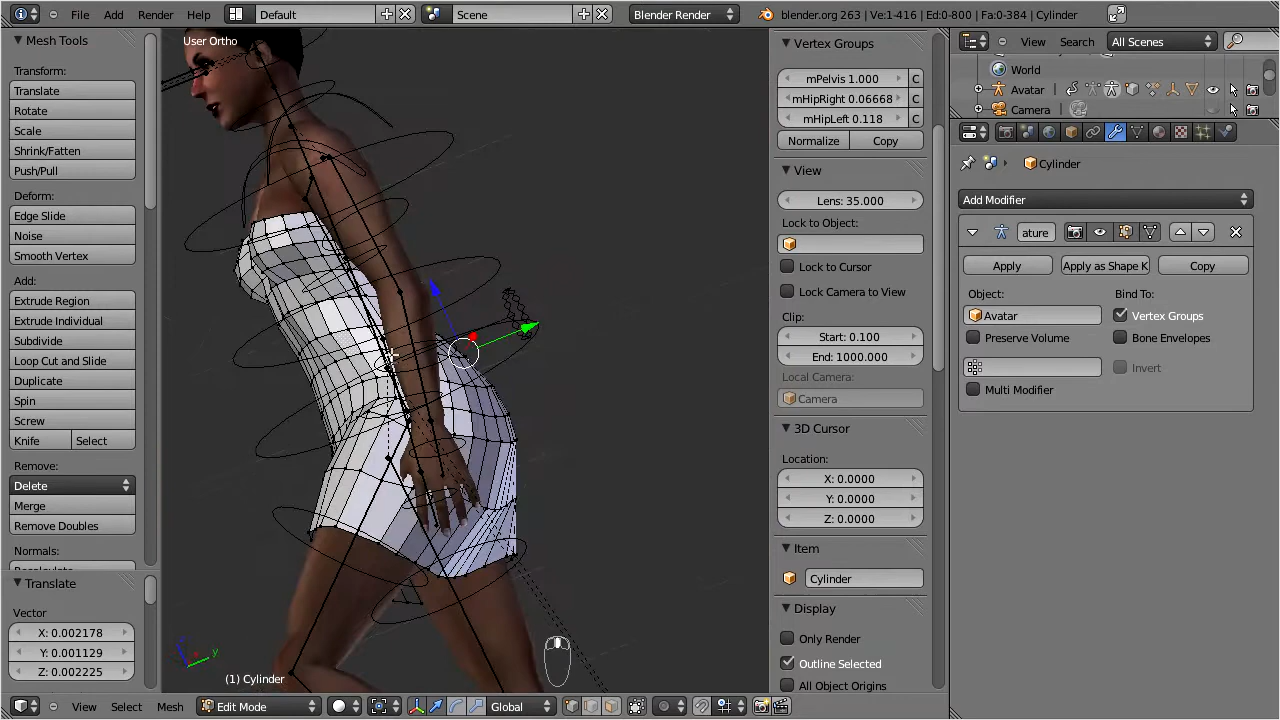 File Add Render Help Default Scene Blender Render blender.org 263 | Ve:1-416 | Ed:0-800 | Fa:0-384 | Cylinder
Mesh Tools
Transform:
Translate
Rotate
Scale
Shrink/Fatten
Push/Pull
Deform:
Edge Slide
Noise
Smooth Vertex
Add:
Extrude Region
Extrude Individual
Subdivide
Loop Cut and Slide
Duplicate
Spin
Screw
Knife Select
Remove:
Delete
Merge
Remove Doubles
Normals:
Translate
Vector
X: 0.002178
Y: 0.001129
Z: 0.002225
User Ortho
y
(1) Cylinder
View Select Mesh Edit Mode Global
Vertex Groups
mPelvis 1.000 C
mHipRight 0.06668 C
mHipLeft 0.118 C
Normalize Copy
View
Lens: 35.000
Lock to Object:
Lock to Cursor
Lock Camera to View
Clip:
Start: 0.100
End: 1000.000
Local Camera:
Camera
3D Cursor
Location:
X: 0.0000
Y: 0.0000
Z: 0.0000
Item
Cylinder
Display
Only Render
Outline Selected
All Object Origins
View Search All Scenes
World
Avatar
Camera
Cylinder
Add Modifier
ature
Apply Apply as Shape K Copy
Object: Bind To:
Avatar Vertex Groups
Preserve Volume Bone Envelopes
Invert
Multi Modifier